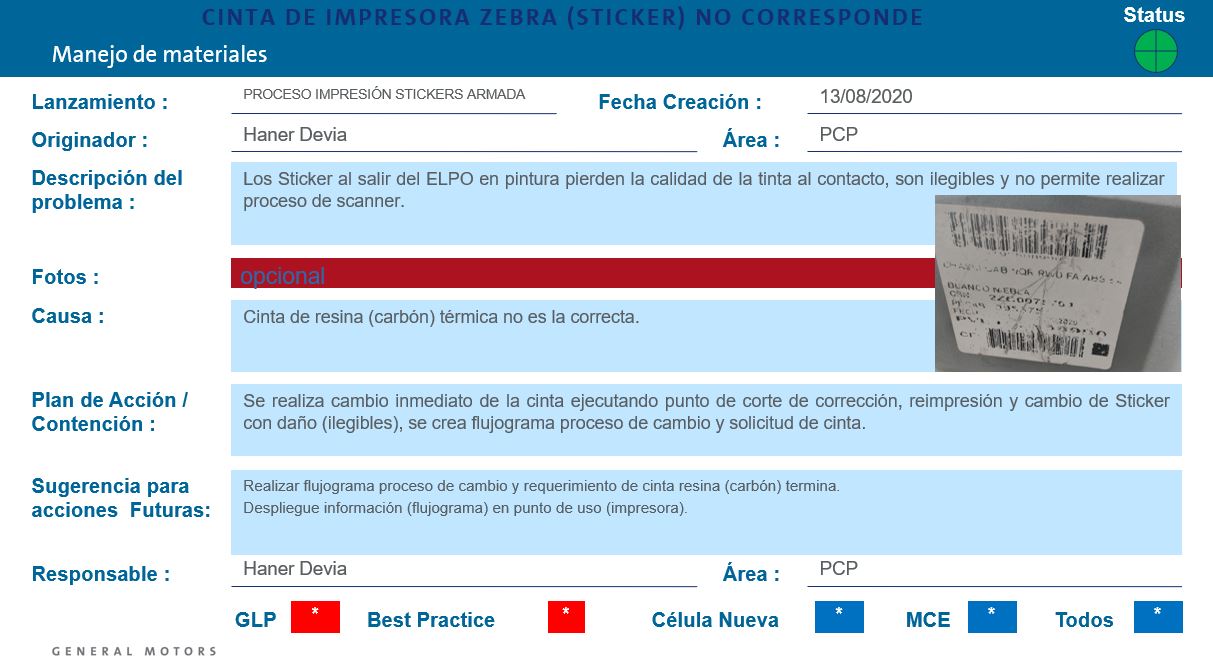 CINTA DE IMPRESORA ZEBRA (STICKER) NO CORRESPONDE
Status
Manejo de materiales
Lanzamiento : PROCESO IMPRESIÓN STICKERS ARMADA Fecha Creación : 13/08/2020
Originador : Haner Devia Área : PCP
Descripción del problema :
Los Sticker al salir del ELPO en pintura pierden la calidad de la tinta al contacto, son ilegibles y no permite realizar
proceso de scanner.
Fotos : opcional
BLANCO NIEBLA
Causa : Cinta de resina (carbón) térmica no es la correcta.
Plan de Acción /
Contención :
Se realiza cambio inmediato de la cinta ejecutando punto de corte de corrección, reimpresión y cambio de Sticker
con daño (ilegibles), se crea flujograma proceso de cambio y solicitud de cinta.
Sugerencia para
acciones Futuras:
Realizar flujograma proceso de cambio y requerimiento de cinta resina (carbón) termina.
Despliegue información (flujograma) en punto de uso (impresora).
Responsable : Haner Devia Área : PCP
GLP * Best Practice * Célula Nueva * MCE * Todos *
GENERAL MOTORS